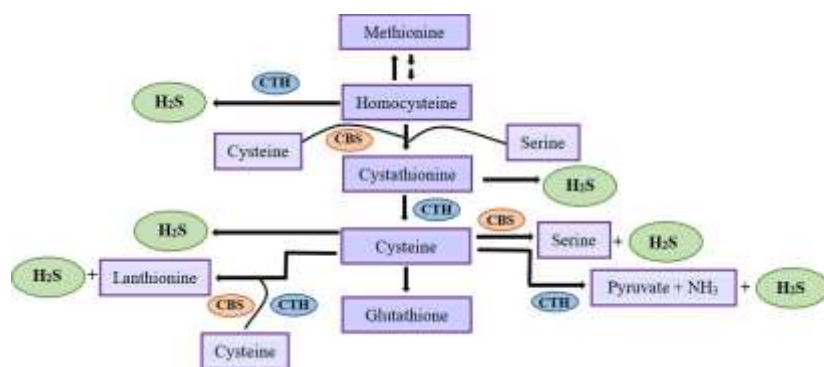 Methionine
CTH
H₂S
Homocysteine
Cysteine
CBS
Serine
Cystathionine
H₂S
CTH
H₂S
Cysteine
CBS
Serine + H₂S
H₂S + Lanthionine
Pyruvate + NH₃ + H₂S
CBS
CTH
CTH
Glutathione
Cysteine